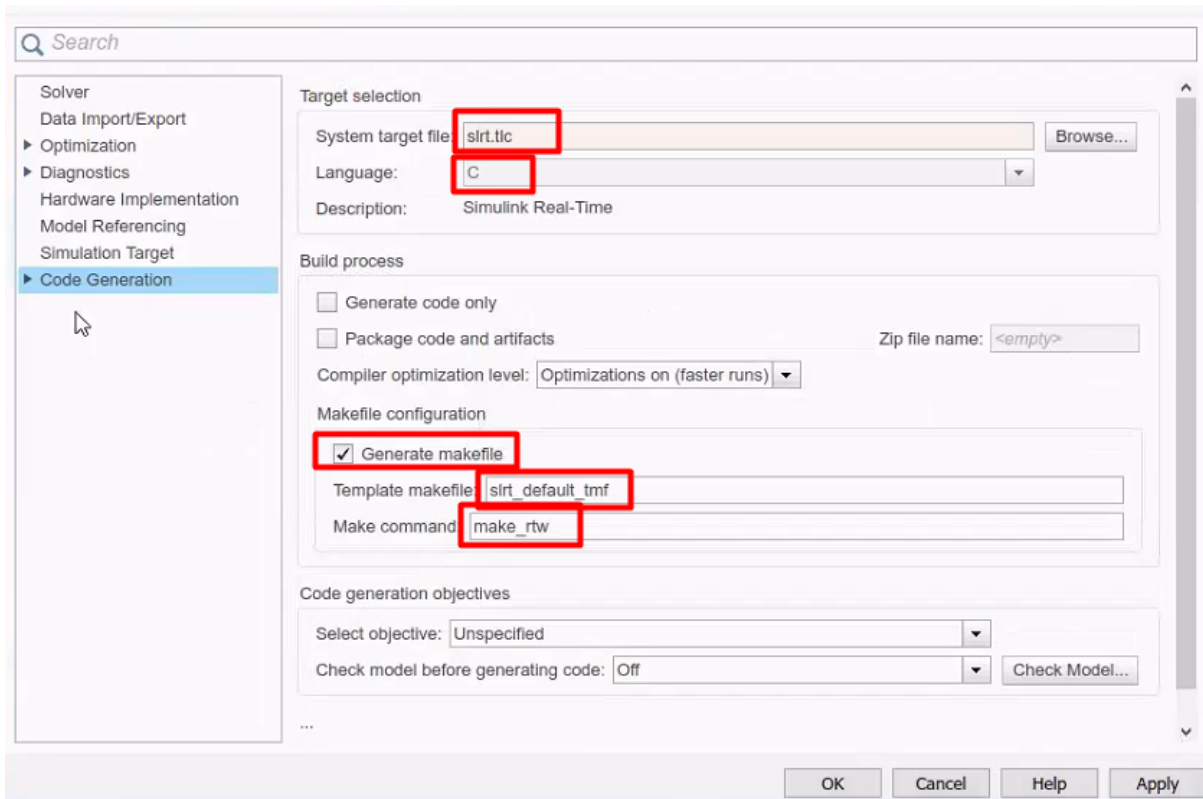 Search
Solver
Data Import/Export
Optimization
Diagnostics
Hardware Implementation
Model Referencing
Simulation Target
Code Generation
Target selection
System target file: slrt.tlc Browse...
Language: C
Description: Simulink Real-Time
Build process
Generate code only
Package code and artifacts Zip file name: <empty>
Compiler optimization level: Optimizations on (faster runs)
Makefile configuration
Generate makefile
Template makefile: slrt_default_tmf
Make command: make_rtw
Code generation objectives
Select objective: Unspecified
Check model before generating code: Off Check Model...
...
OK Cancel Help Apply